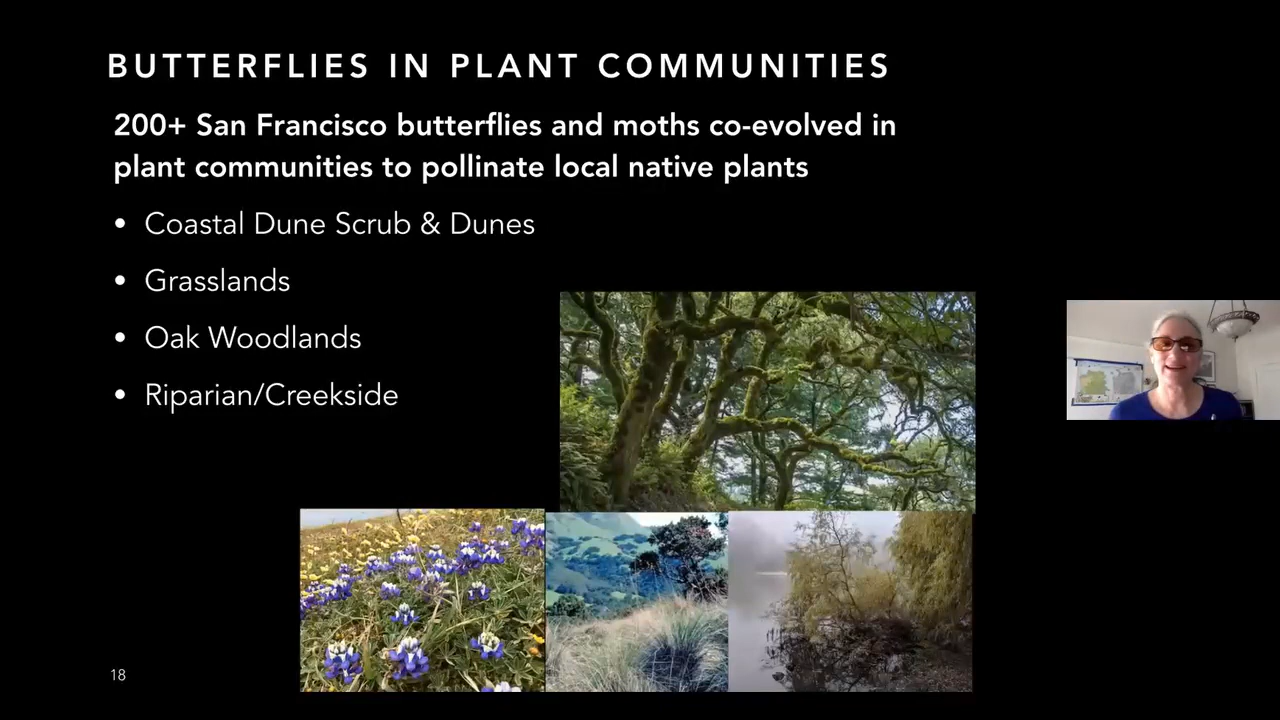 BUTTERFLIES IN PLANT COMMUNITIES
200+ San Francisco butterflies and moths co-evolved in
plant communities to pollinate local native plants
• Coastal Dune Scrub & Dunes
• Grasslands
• Oak Woodlands
• Riparian/Creekside
18